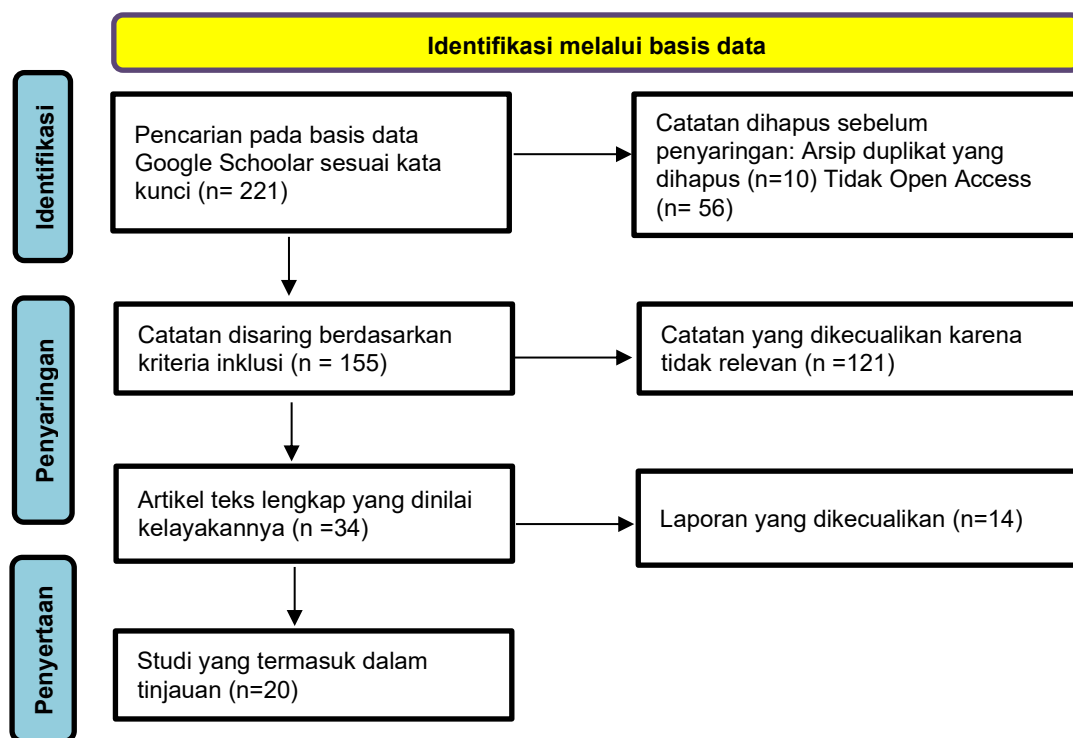 Identifikasi melalui basis data
Identifikasi
Pencarian pada basis data
Google Schoolar sesuai kata
kunci (n= 221)
Catatan dihapus sebelum
penyaringan: Arsip duplikat yang
dihapus (n=10) Tidak Open Access
(n= 56)
Penyaringan
Catatan disaring berdasarkan
kriteria inklusi (n = 155)
Catatan yang dikecualikan karena
tidak relevan (n =121)
Artikel teks lengkap yang dinilai
kelayakannya (n =34)
Laporan yang dikecualikan (n=14)
Penyertaan
Studi yang termasuk dalam
tinjauan (n=20)